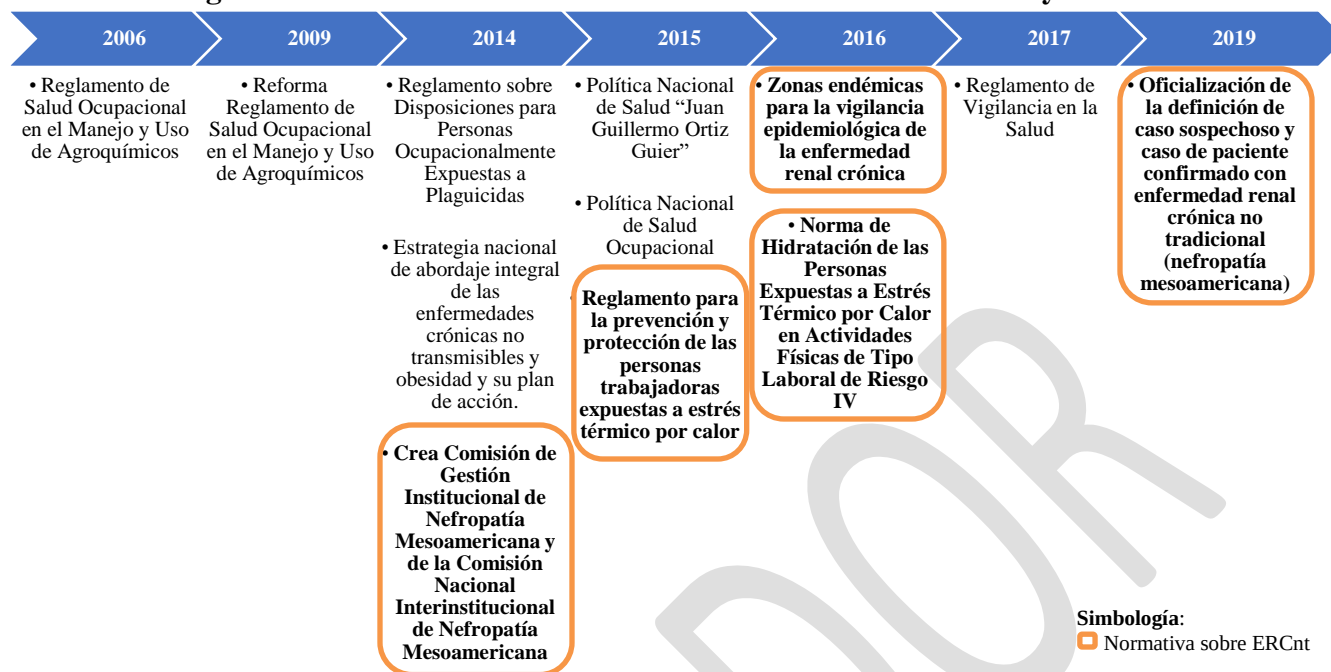 2006
2009
2014
2015
2016
2017
2019
• Reglamento de
Salud Ocupacional
en el Manejo y Uso
de Agroquímicos
• Reforma
Reglamento de
Salud Ocupacional
en el Manejo y Uso
de Agroquímicos
• Reglamento sobre
Disposiciones para
Personas
Ocupacionalmente
Expuestas a
Plaguicidas
• Estrategia nacional
de abordaje integral
de las
enfermedades
crónicas no
transmisibles y
obesidad y su plan
de acción.
• Crea Comisión de
Gestión
Institucional de
Nefropatía
Mesoamericana y
de la Comisión
Nacional
Interinstitucional
de Nefropatía
Mesoamericana
• Política Nacional
de Salud “Juan
Guillermo Ortiz
Guier”
• Política Nacional
de Salud
Ocupacional
• Reglamento para
la prevención y
protección de las
personas
trabajadoras
expuestas a estrés
térmico por calor
• Zonas endémicas
para la vigilancia
epidemiológica de
la enfermedad
renal crónica
• Norma de
Hidratación de las
Personas
Expuestas a Estrés
Térmico por Calor
en Actividades
Físicas de Tipo
Laboral de Riesgo
IV
• Reglamento de
Vigilancia en la
Salud
• Oficialización de
la definición de
caso sospechoso y
caso de paciente
confirmado con
enfermedad renal
crónica no
tradicional
(nefropatía
mesoamericana)
Simbología:
Normativa sobre ERCnt
DOR